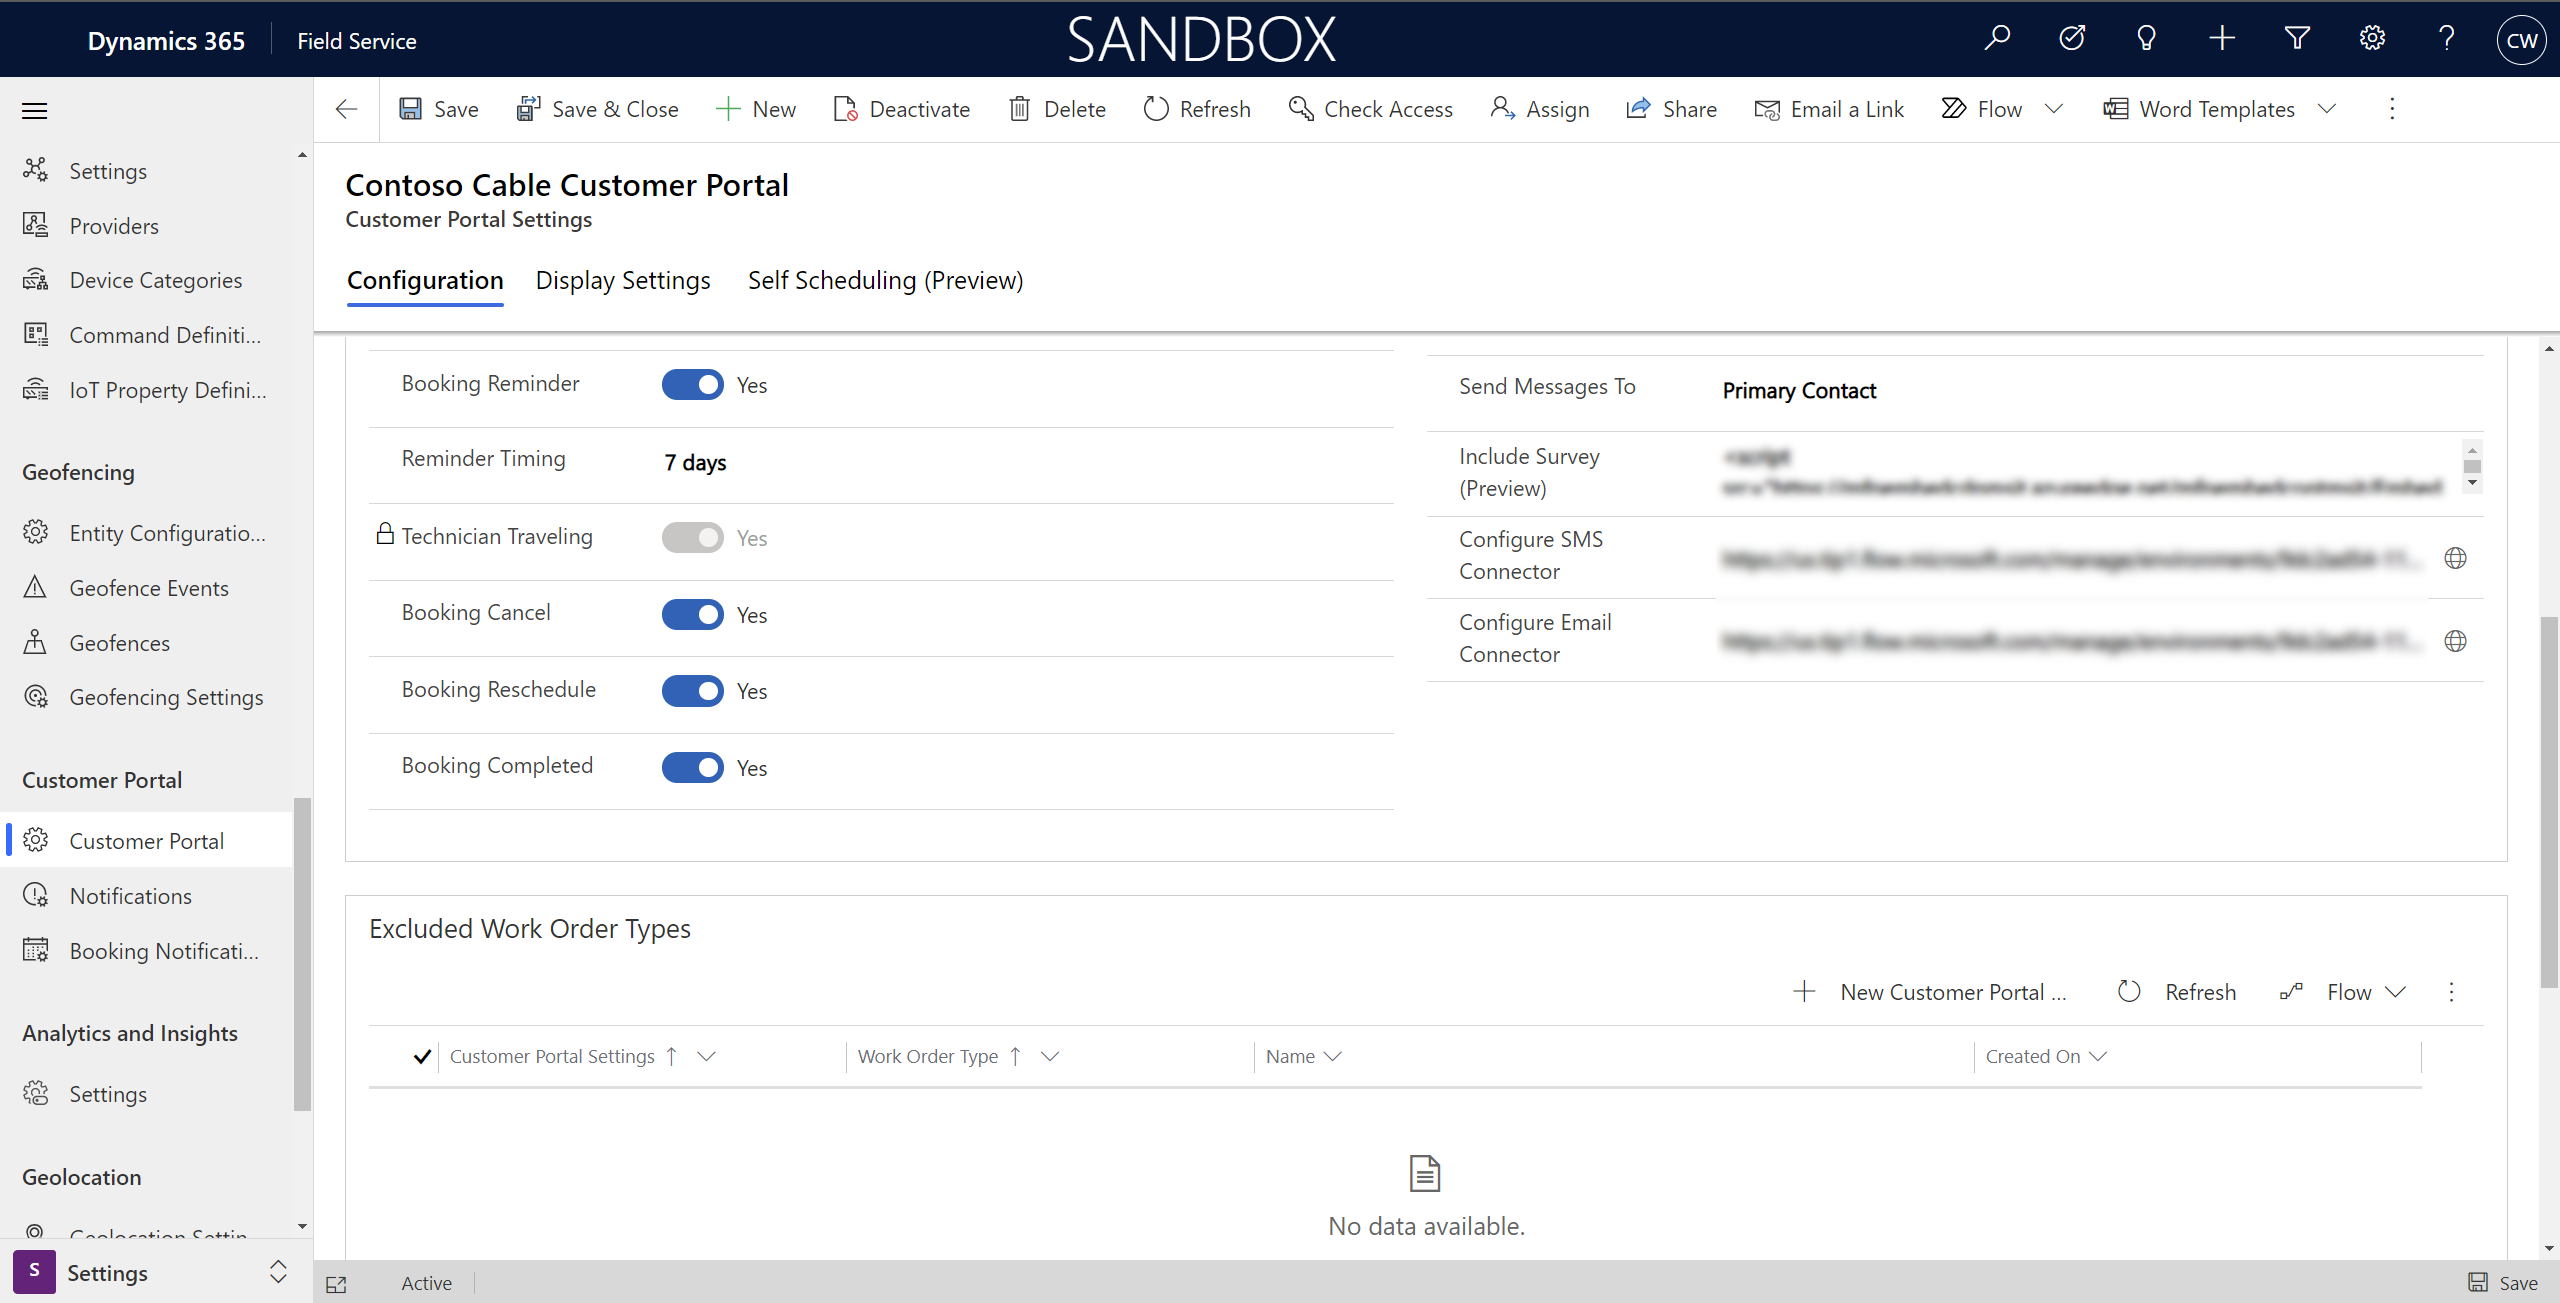 Dynamics 365
Field Service
SANDBOX
CW
Save
Save & Close
New
Deactivate
Delete
Refresh
Check Access
Assign
Share
Email a Link
Flow
Word Templates
Settings
Providers
Device Categories
Command Definiti...
IoT Property Defini...
Geofencing
Entity Configuratio...
Geofence Events
Geofences
Geofencing Settings
Customer Portal
Customer Portal
Notifications
Booking Notificati...
Analytics and Insights
Settings
Geolocation
Geolocation Settin
S
Settings
Contoso Cable Customer Portal
Customer Portal Settings
Configuration
Display Settings
Self Scheduling (Preview)
Booking Reminder
Yes
Reminder Timing
7 days
Technician Traveling
Yes
Booking Cancel
Yes
Booking Reschedule
Yes
Booking Completed
Yes
Send Messages To
Primary Contact
Include Survey
(Preview)
Configure SMS
Connector
Configure Email
Connector
Excluded Work Order Types
New Customer Portal ...
Refresh
Flow
Customer Portal Settings
Work Order Type
Name
Created On
No data available.
Active
Save